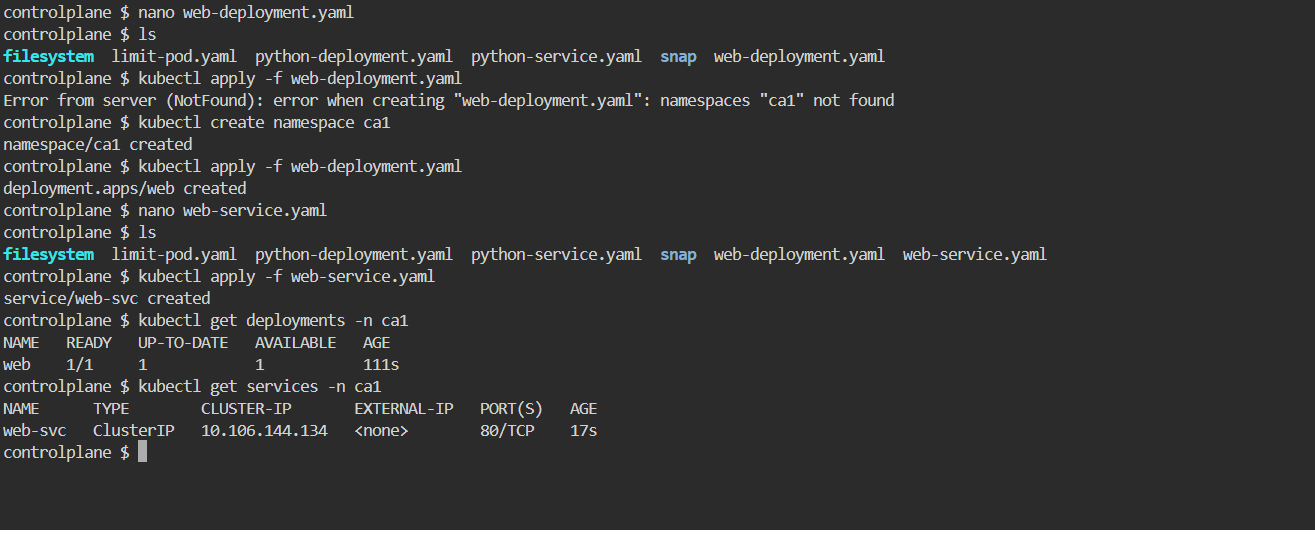 controlplane $ nano web-deployment.yaml
controlplane $ ls
filesystem  limit-pod.yaml  python-deployment.yaml  python-service.yaml  snap  web-deployment.yaml
controlplane $ kubectl apply -f web-deployment.yaml
Error from server (NotFound): error when creating "web-deployment.yaml": namespaces "ca1" not found
controlplane $ kubectl create namespace ca1
namespace/ca1 created
controlplane $ kubectl apply -f web-deployment.yaml
deployment.apps/web created
controlplane $ nano web-service.yaml
controlplane $ ls
filesystem  limit-pod.yaml  python-deployment.yaml  python-service.yaml  snap  web-deployment.yaml  web-service.yaml
controlplane $ kubectl apply -f web-service.yaml
service/web-svc created
controlplane $ kubectl get deployments -n ca1
NAME   READY   UP-TO-DATE   AVAILABLE   AGE
web    1/1     1            1           111s
controlplane $ kubectl get services -n ca1
NAME      TYPE        CLUSTER-IP       EXTERNAL-IP   PORT(S)   AGE
web-svc   ClusterIP   10.106.144.134   <none>        80/TCP    17s
controlplane $